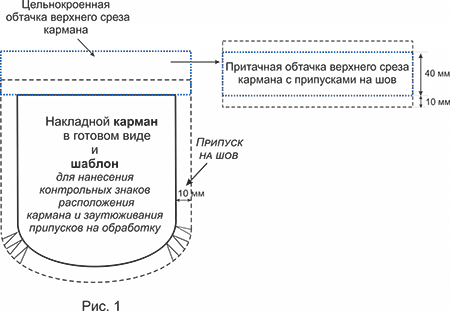 Цельнокроенная
обтачка верхнего среза
кармана
Притачная обтачка верхнего среза
кармана с припусками на шов
40 мм
10 мм
Накладной карман
в готовом виде
и
шаблон
для нанесения
контрольных знаков
расположения
кармана и заутюживания
припусков на обработку
Припуск
на шов
10 мм
Рис. 1